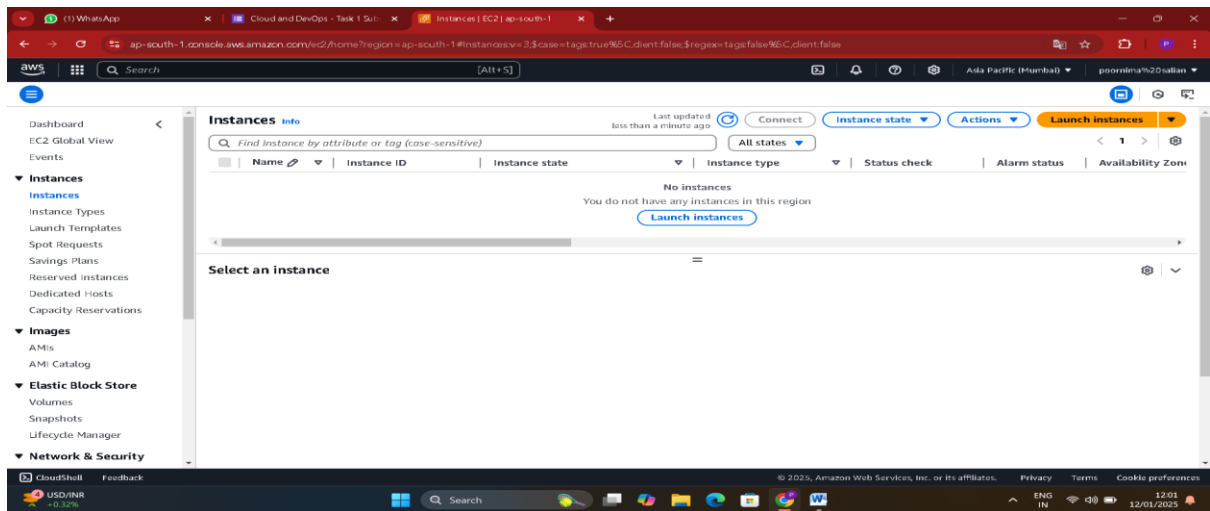 (1) WhatsApp
Cloud and DevOps - Task 1 Sub
Instances | EC2 | ap-south-1
ap-south-1.console.aws.amazon.com/ec2/home?region=ap-south-1#Instances:v=3;$case=tags:true%5C,client:false;$regex=tags:false%5C,client:false
aws
Search
[Alt+S]
Asia Pacific (Mumbai)
poornima%20salian
Dashboard
EC2 Global View
Events
Instances
Instances
Instance Types
Launch Templates
Spot Requests
Savings Plans
Reserved Instances
Dedicated Hosts
Capacity Reservations
Images
AMIs
AMI Catalog
Elastic Block Store
Volumes
Snapshots
Lifecycle Manager
Network & Security
Instances Info
Last updated
less than a minute ago
Connect
Instance state
Actions
Launch instances
Find Instance by attribute or tag (case-sensitive)
All states
1
Name
Instance ID
Instance state
Instance type
Status check
Alarm status
Availability Zone
No instances
You do not have any instances in this region
Launch instances
Select an instance
CloudShell
Feedback
© 2025, Amazon Web Services, Inc. or its affiliates.
Privacy
Terms
Cookie preferences
4
USD/INR
+0.32%
Search
ENG
IN
12:01
12/01/2025